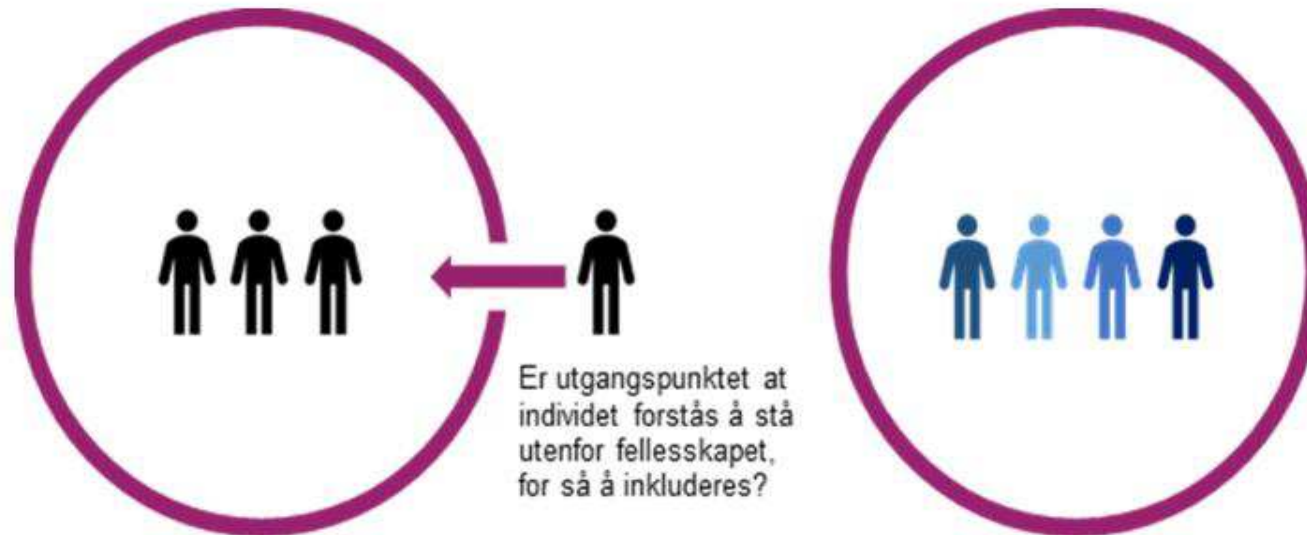 Er utgangspunktet at
individet forstås å stå
utenfor fellesskapet,
for så å inkluderes?